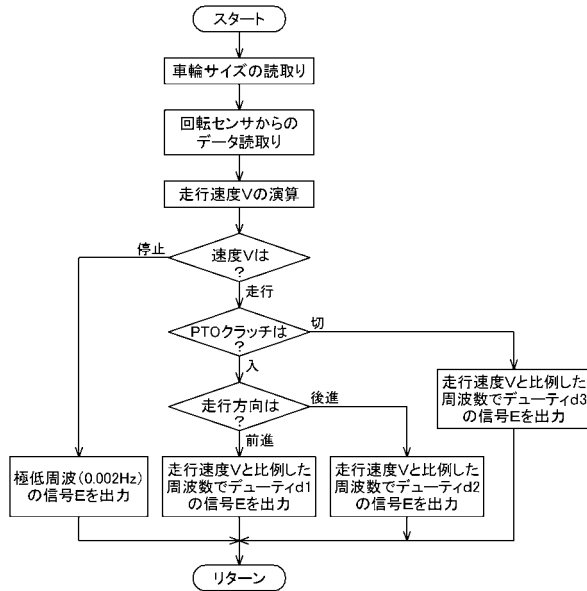 スタート
車輪サイズの読取り
回転センサからの
データ読取り
走行速度Vの演算
速度Vは
?
停止
走行
PTOクラッチは
?
切
入
走行方向は
?
後進
前進
走行速度Vと比例した
周波数でデューティd3
の信号Eを出力
極低周波(0.002Hz)
の信号Eを出力
走行速度Vと比例した
周波数でデューティd1
の信号Eを出力
走行速度Vと比例した
周波数でデューティd2
の信号Eを出力
リターン